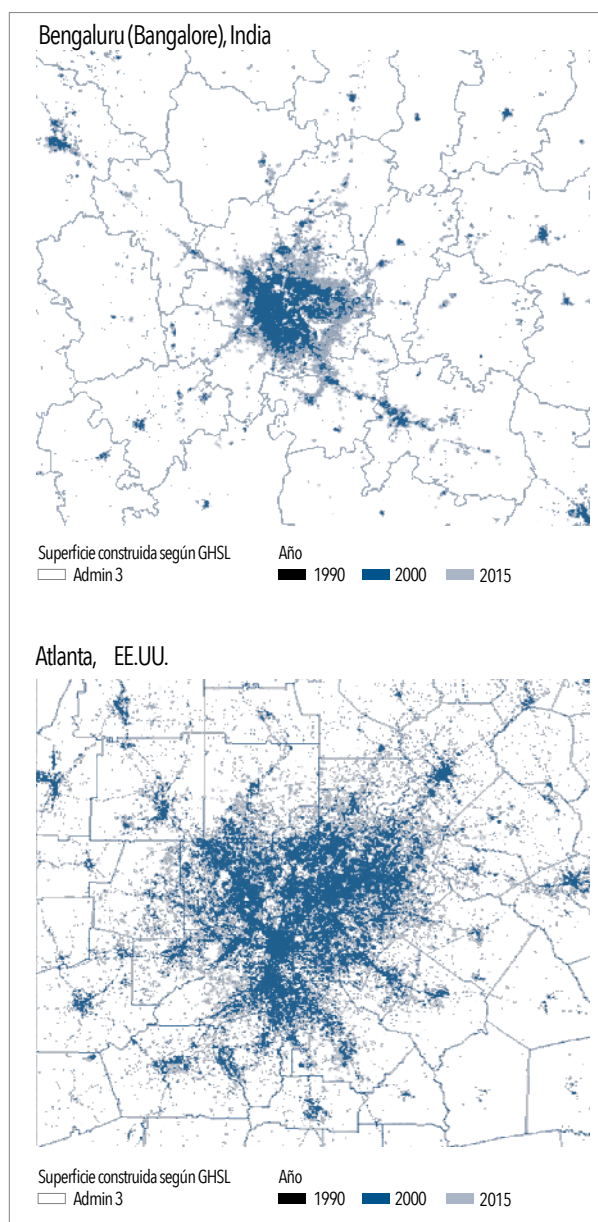 Bengaluru (Bangalore), India
Superficie construida según GHSL Año
Admin 3 1990 2000 2015
Atlanta, EE.UU.
Superficie construida según GHSL Año
Admin 3 1990 2000 2015